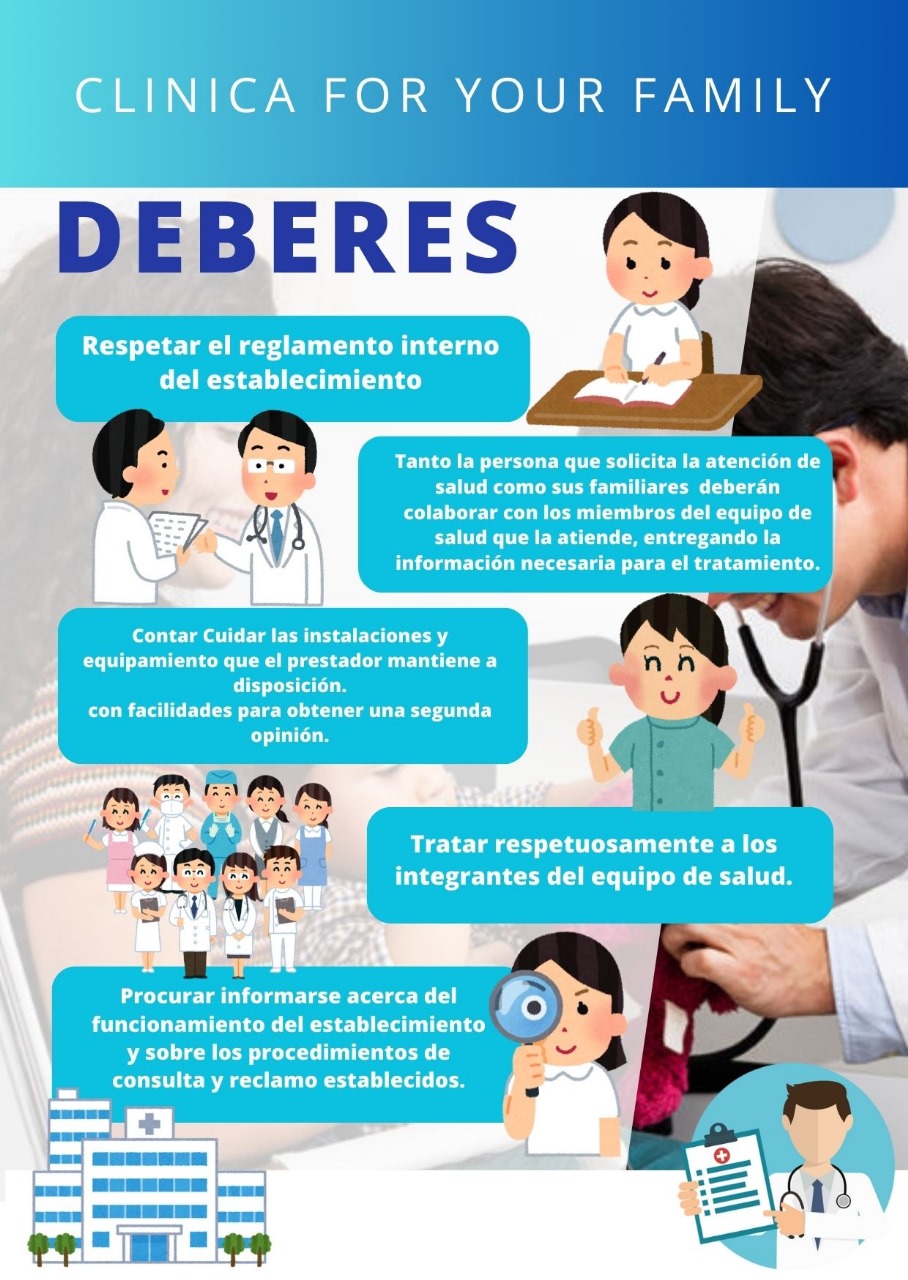 CLINICA FOR YOUR FAMILY
DEBERES
Respetar el reglamento interno
del establecimiento
Tanto la persona que solicita la atención de
salud como sus familiares deberán
colaborar con los miembros del equipo de
salud que la atiende, entregando la
información necesaria para el tratamiento.
Contar Cuidar las instalaciones y
equipamiento que el prestador mantiene a
disposición.
con facilidades para obtener una segunda
opinión.
Tratar respetuosamente a los
integrantes del equipo de salud.
Procurar informarse acerca del
funcionamiento del establecimiento
y sobre los procedimientos de
consulta y reclamo establecidos.